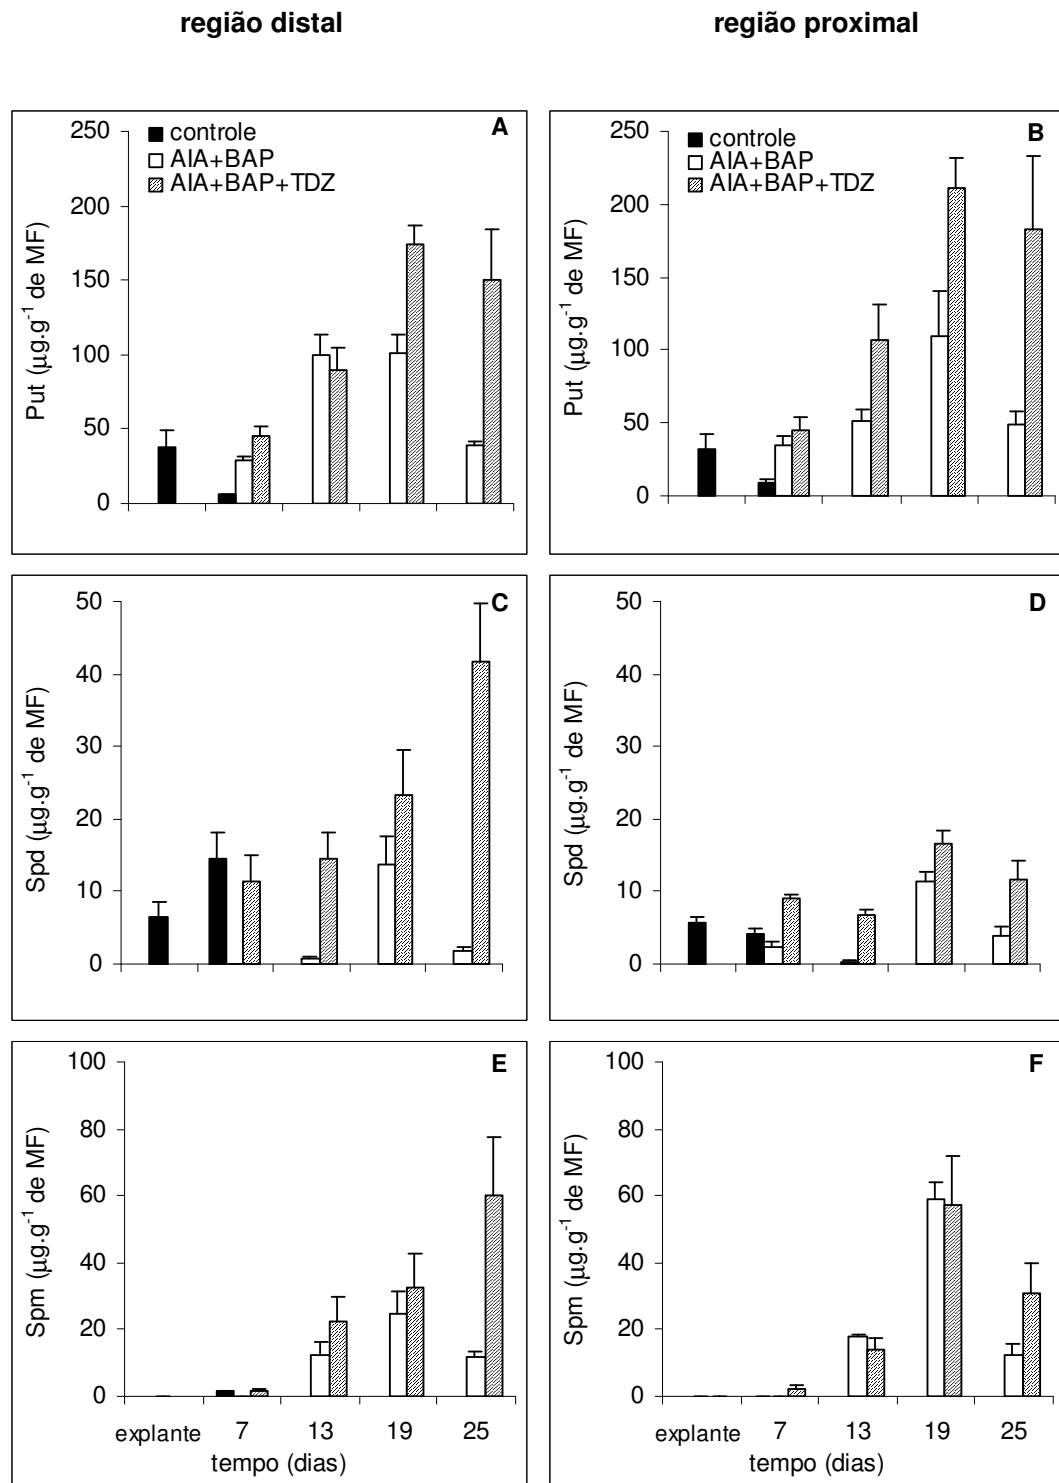 região distal
região proximal
A
controle
AIA+BAP
AIA+BAP+TDZ
250
200
150
100
50
0
Put (µg.g⁻¹ de MF)
B
controle
AIA+BAP
AIA+BAP+TDZ
250
200
150
100
50
0
Put (µg.g⁻¹ de MF)
C
50
40
30
20
10
0
Spd (µg.g⁻¹ de MF)
D
50
40
30
20
10
0
Spd (µg.g⁻¹ de MF)
E
100
80
60
40
20
0
Spm (µg.g⁻¹ de MF)
explante 7 13 19 25
tempo (dias)
F
100
80
60
40
20
0
Spm (µg.g⁻¹ de MF)
explante 7 13 19 25
tempo (dias)